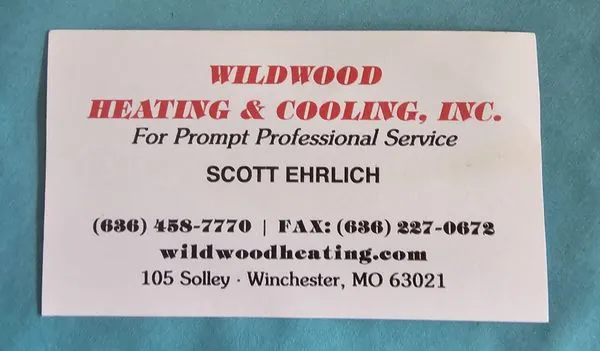 WILDWOOD
HEATING & COOLING, INC.
For Prompt Professional Service
SCOTT EHRLICH
(636) 458-7770 | FAX: (636) 227-0672
wildwoodheating.com
105 Solley · Winchester, MO 63021